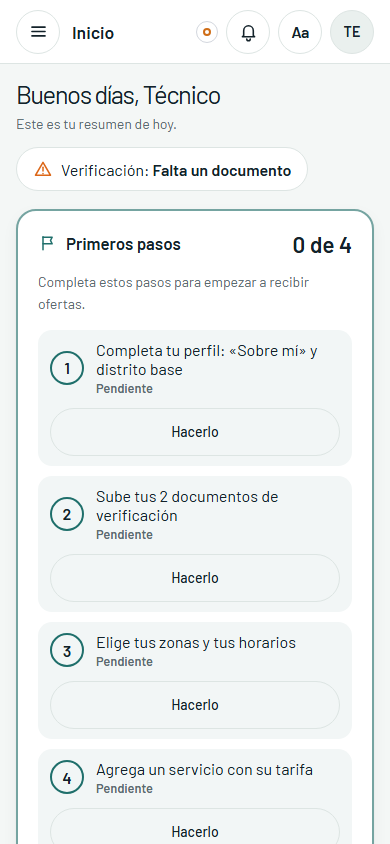 Inicio
Aa
TE
Buenos días, Técnico
Este es tu resumen de hoy.
Verificación: Falta un documento
Primeros pasos
0 de 4
Completa estos pasos para empezar a recibir
ofertas.
1
Completa tu perfil: «Sobre mí» y
distrito base
Pendiente
Hacerlo
2
Sube tus 2 documentos de
verificación
Pendiente
Hacerlo
3
Elige tus zonas y tus horarios
Pendiente
Hacerlo
4
Agrega un servicio con su tarifa
Pendiente
Hacerlo